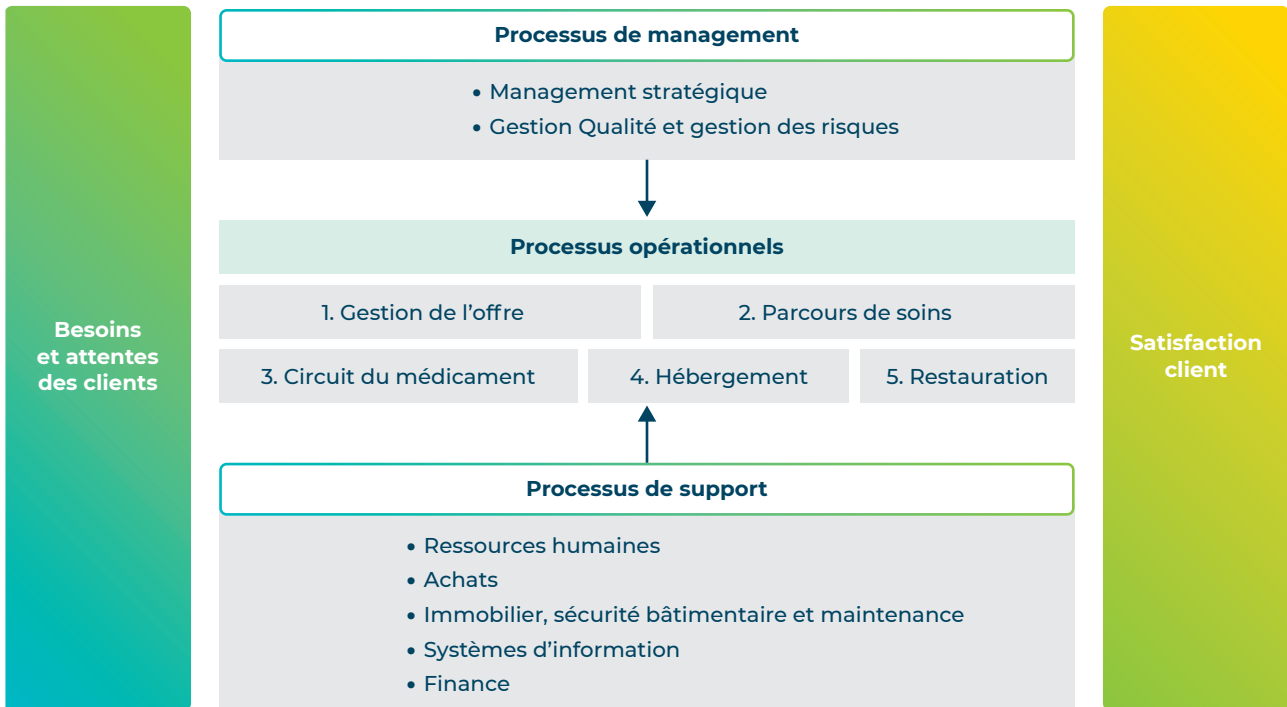 Processus de management
• Management stratégique
• Gestion Qualité et gestion des risques
Processus opérationnels
1. Gestion de l’offre
2. Parcours de soins
3. Circuit du médicament
4. Hébergement
5. Restauration
Processus de support
• Ressources humaines
• Achats
• Immobilier, sécurité bâtimentaire et maintenance
• Systèmes d’information
• Finance
Besoins
et attentes
des clients
Satisfaction
client